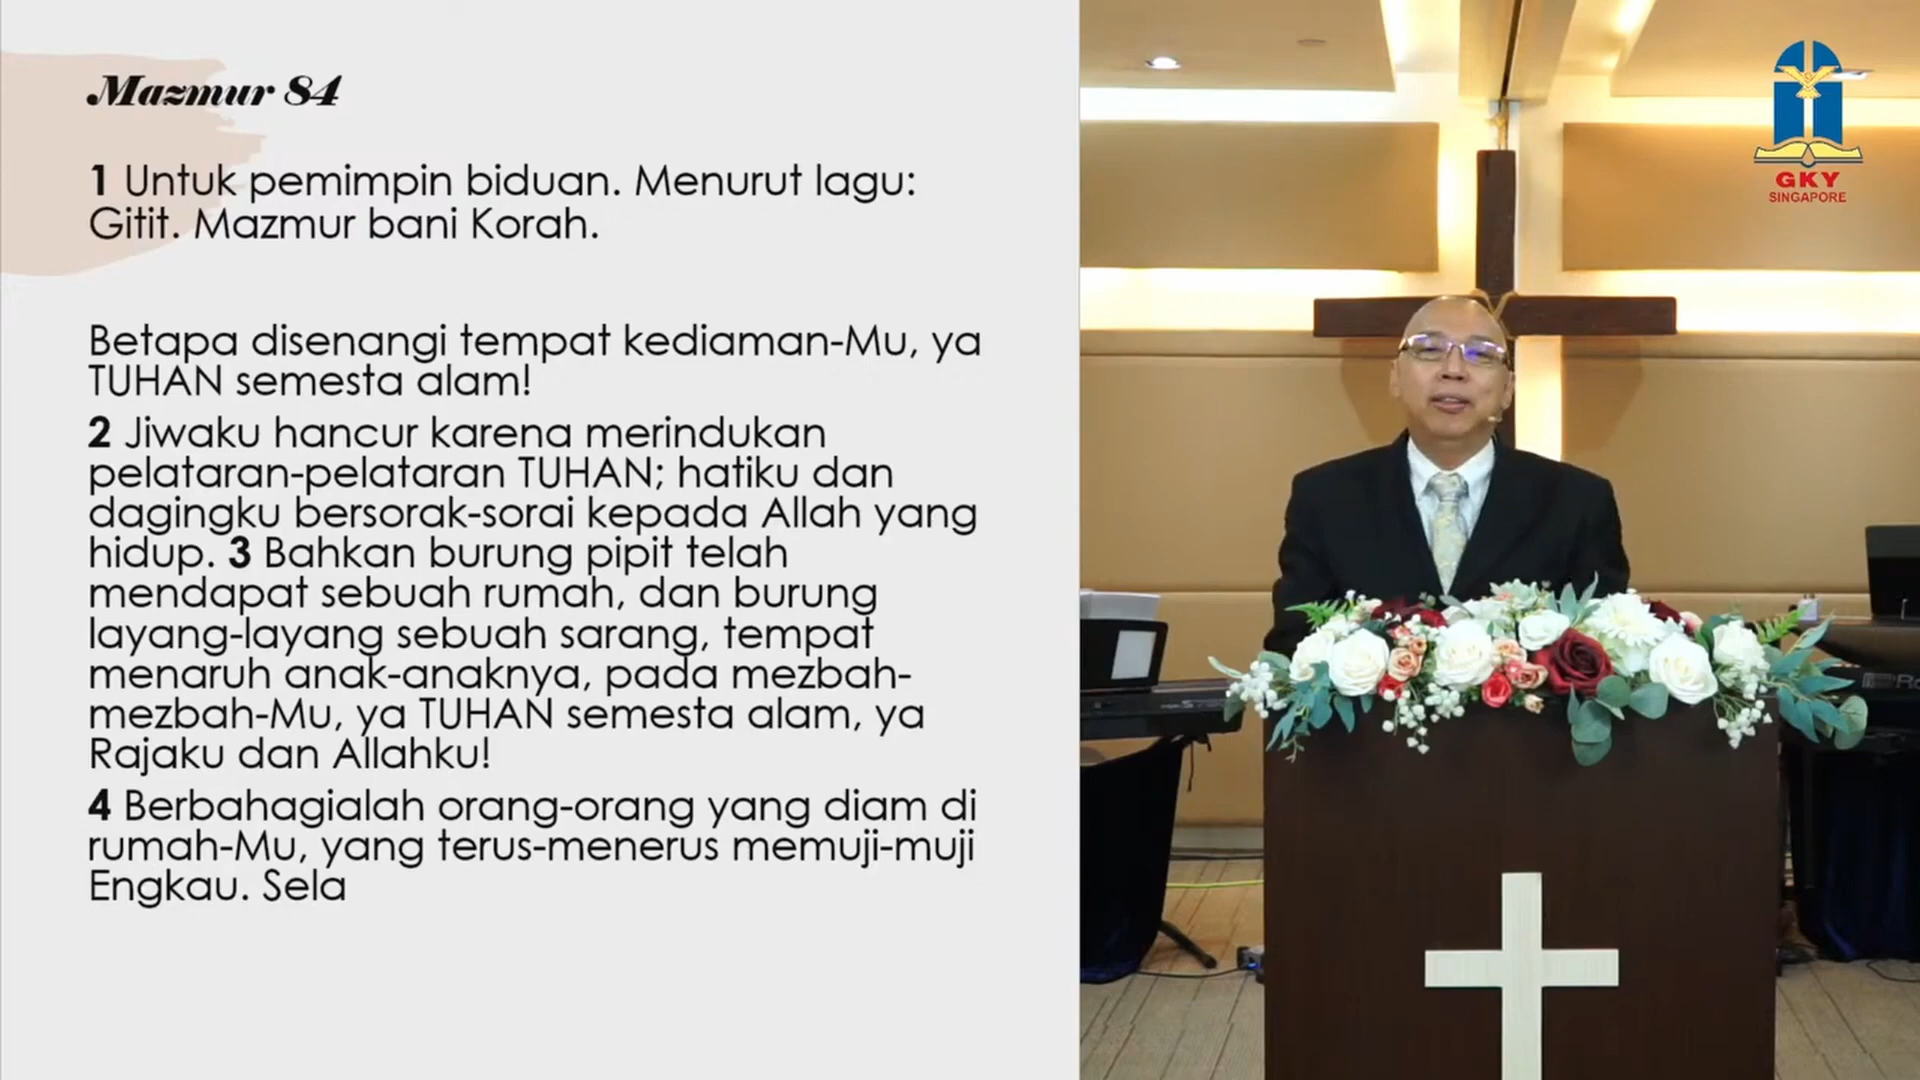 Mazmur 84
1 Untuk pemimpin biduan. Menurut lagu:
Gitit. Mazmur bani Korah.
Betapa disenangi tempat kediaman-Mu, ya
TUHAN semesta alam!
2 Jiwaku hancur karena merindukan
pelataran-pelataran TUHAN; hatiku dan
dagingku bersorak-sorai kepada Allah yang
hidup. 3 Bahkan burung pipit telah
mendapat sebuah rumah, dan burung
layang-layang sebuah sarang, tempat
menaruh anak-anaknya, pada mezbah-
mezbah-Mu, ya TUHAN semesta alam, ya
Rajaku dan Allahku!
4 Berbahagialah orang-orang yang diam di
rumah-Mu, yang terus-menerus memuji-muji
Engkau. Sela
GKY
SINGAPORE